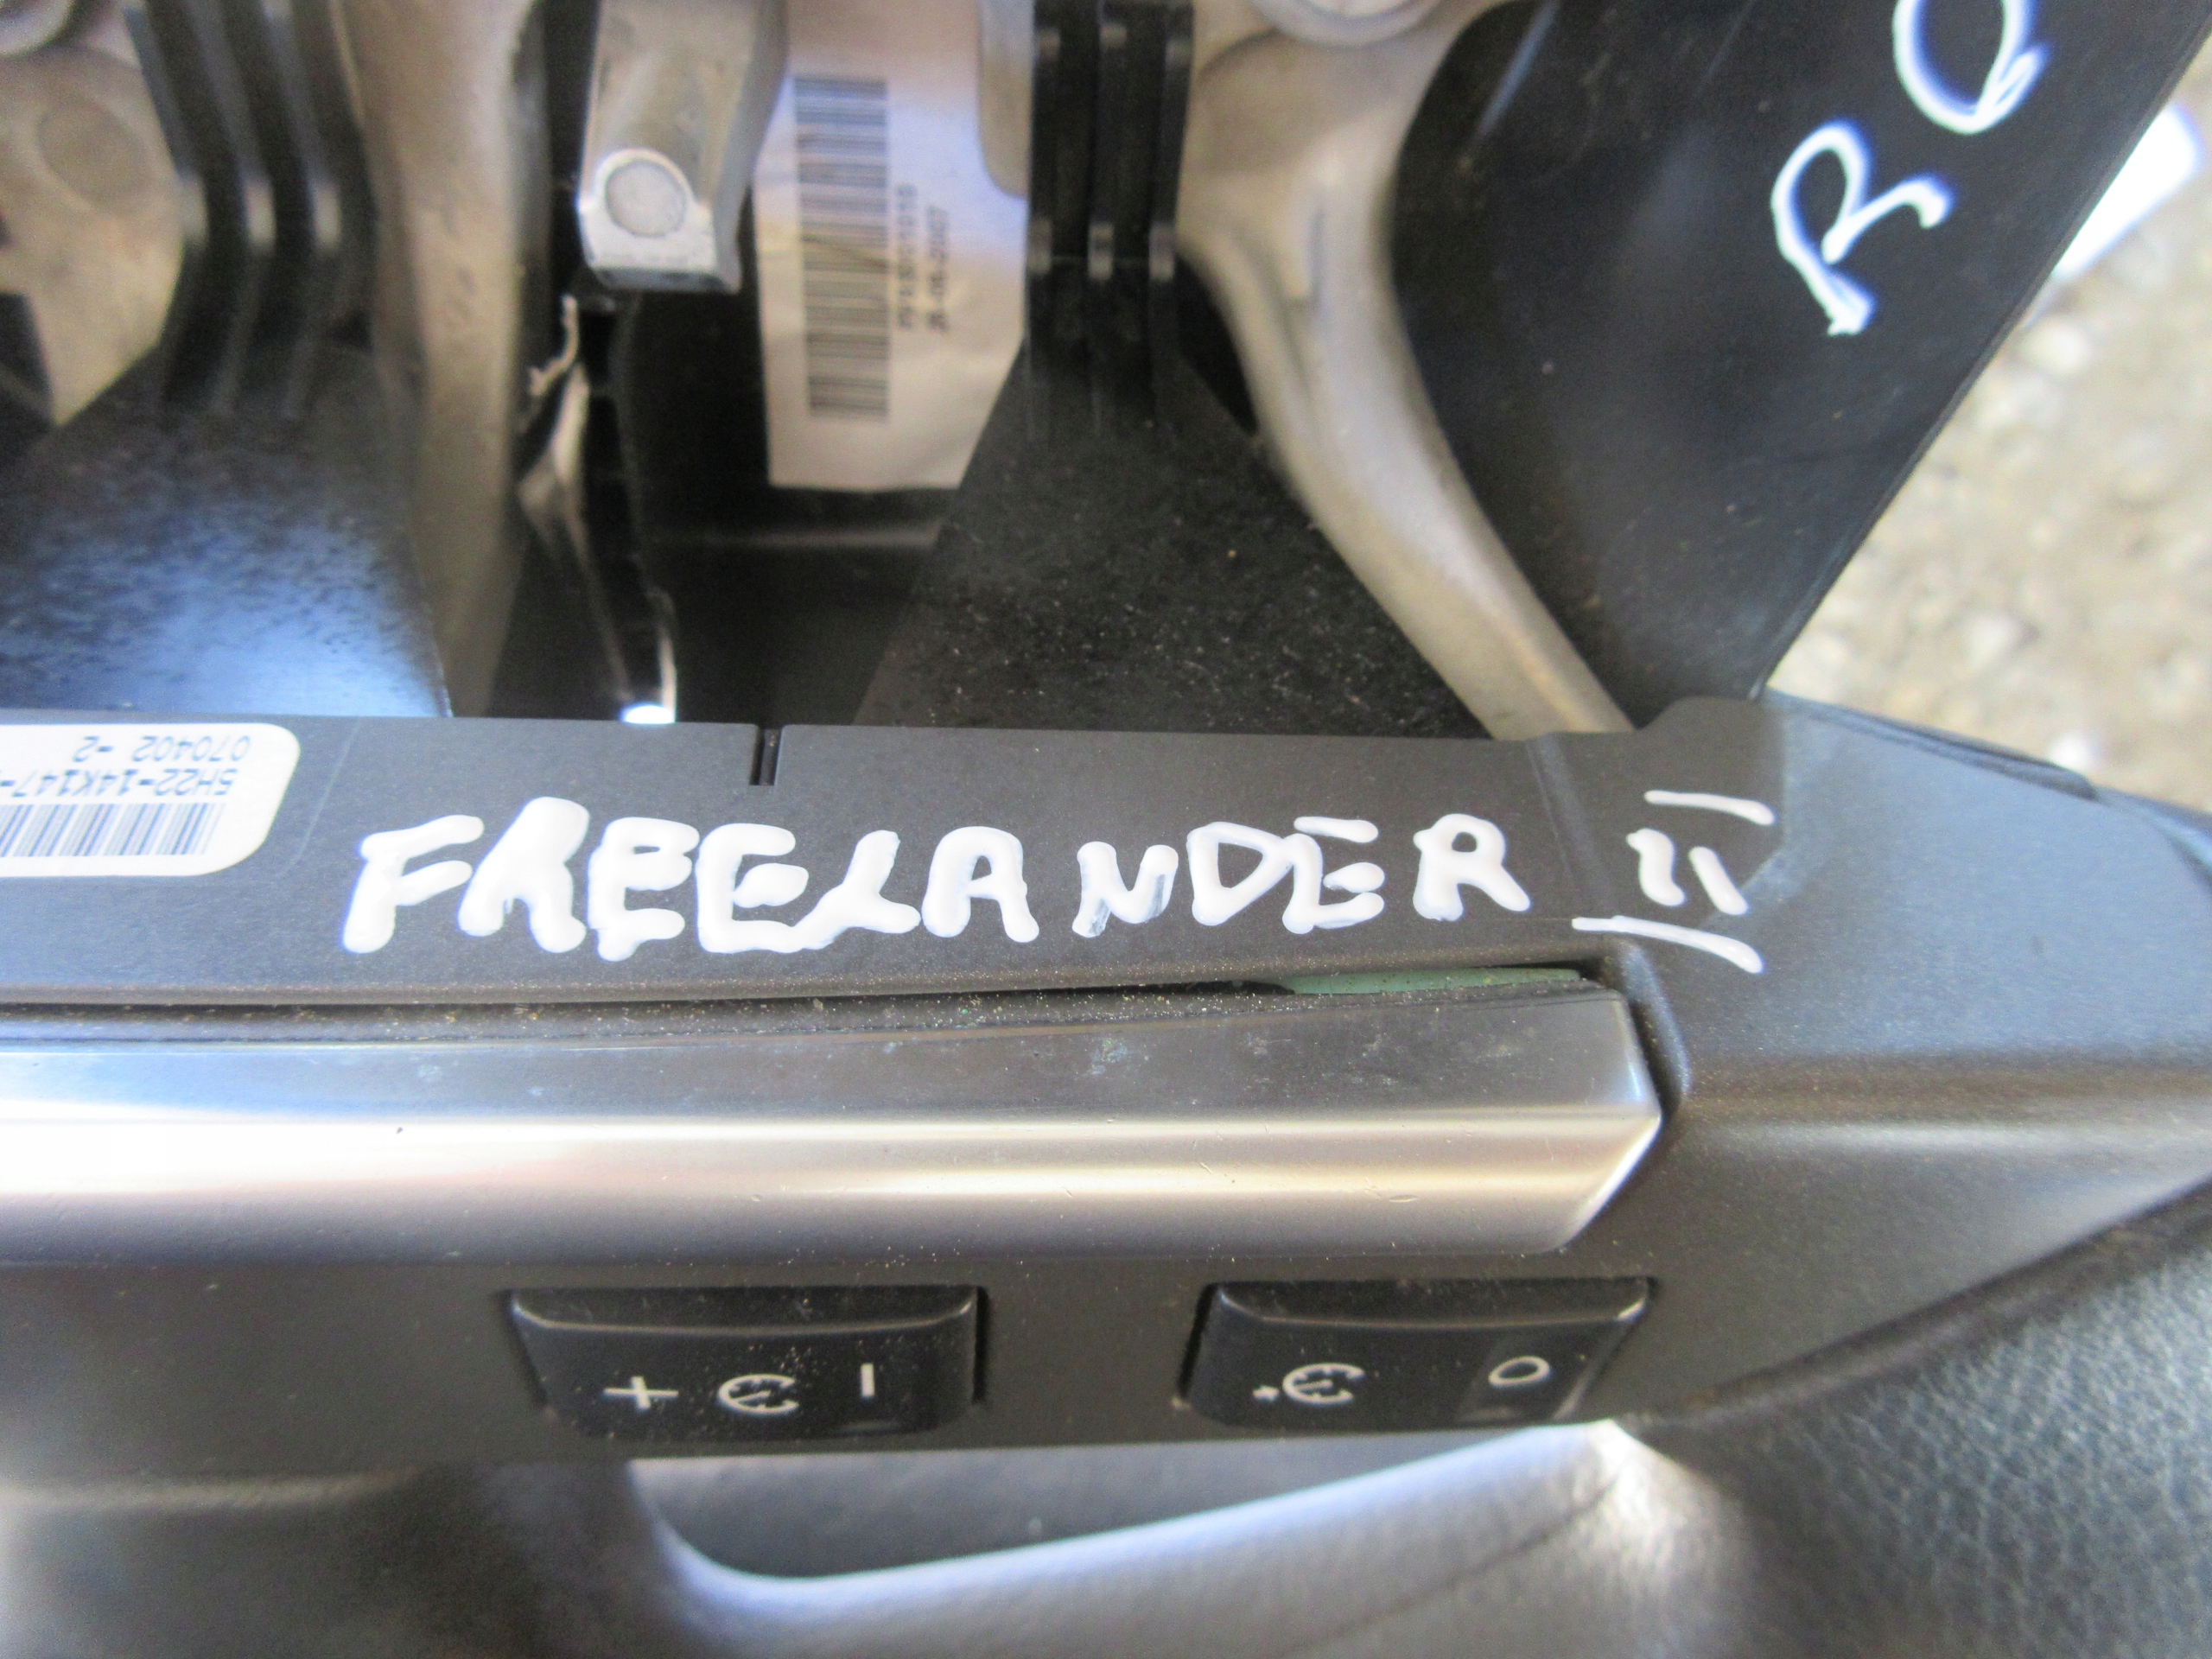 RO
070402 -2
5H22-14K147-
FREELANDER II
+ -
O